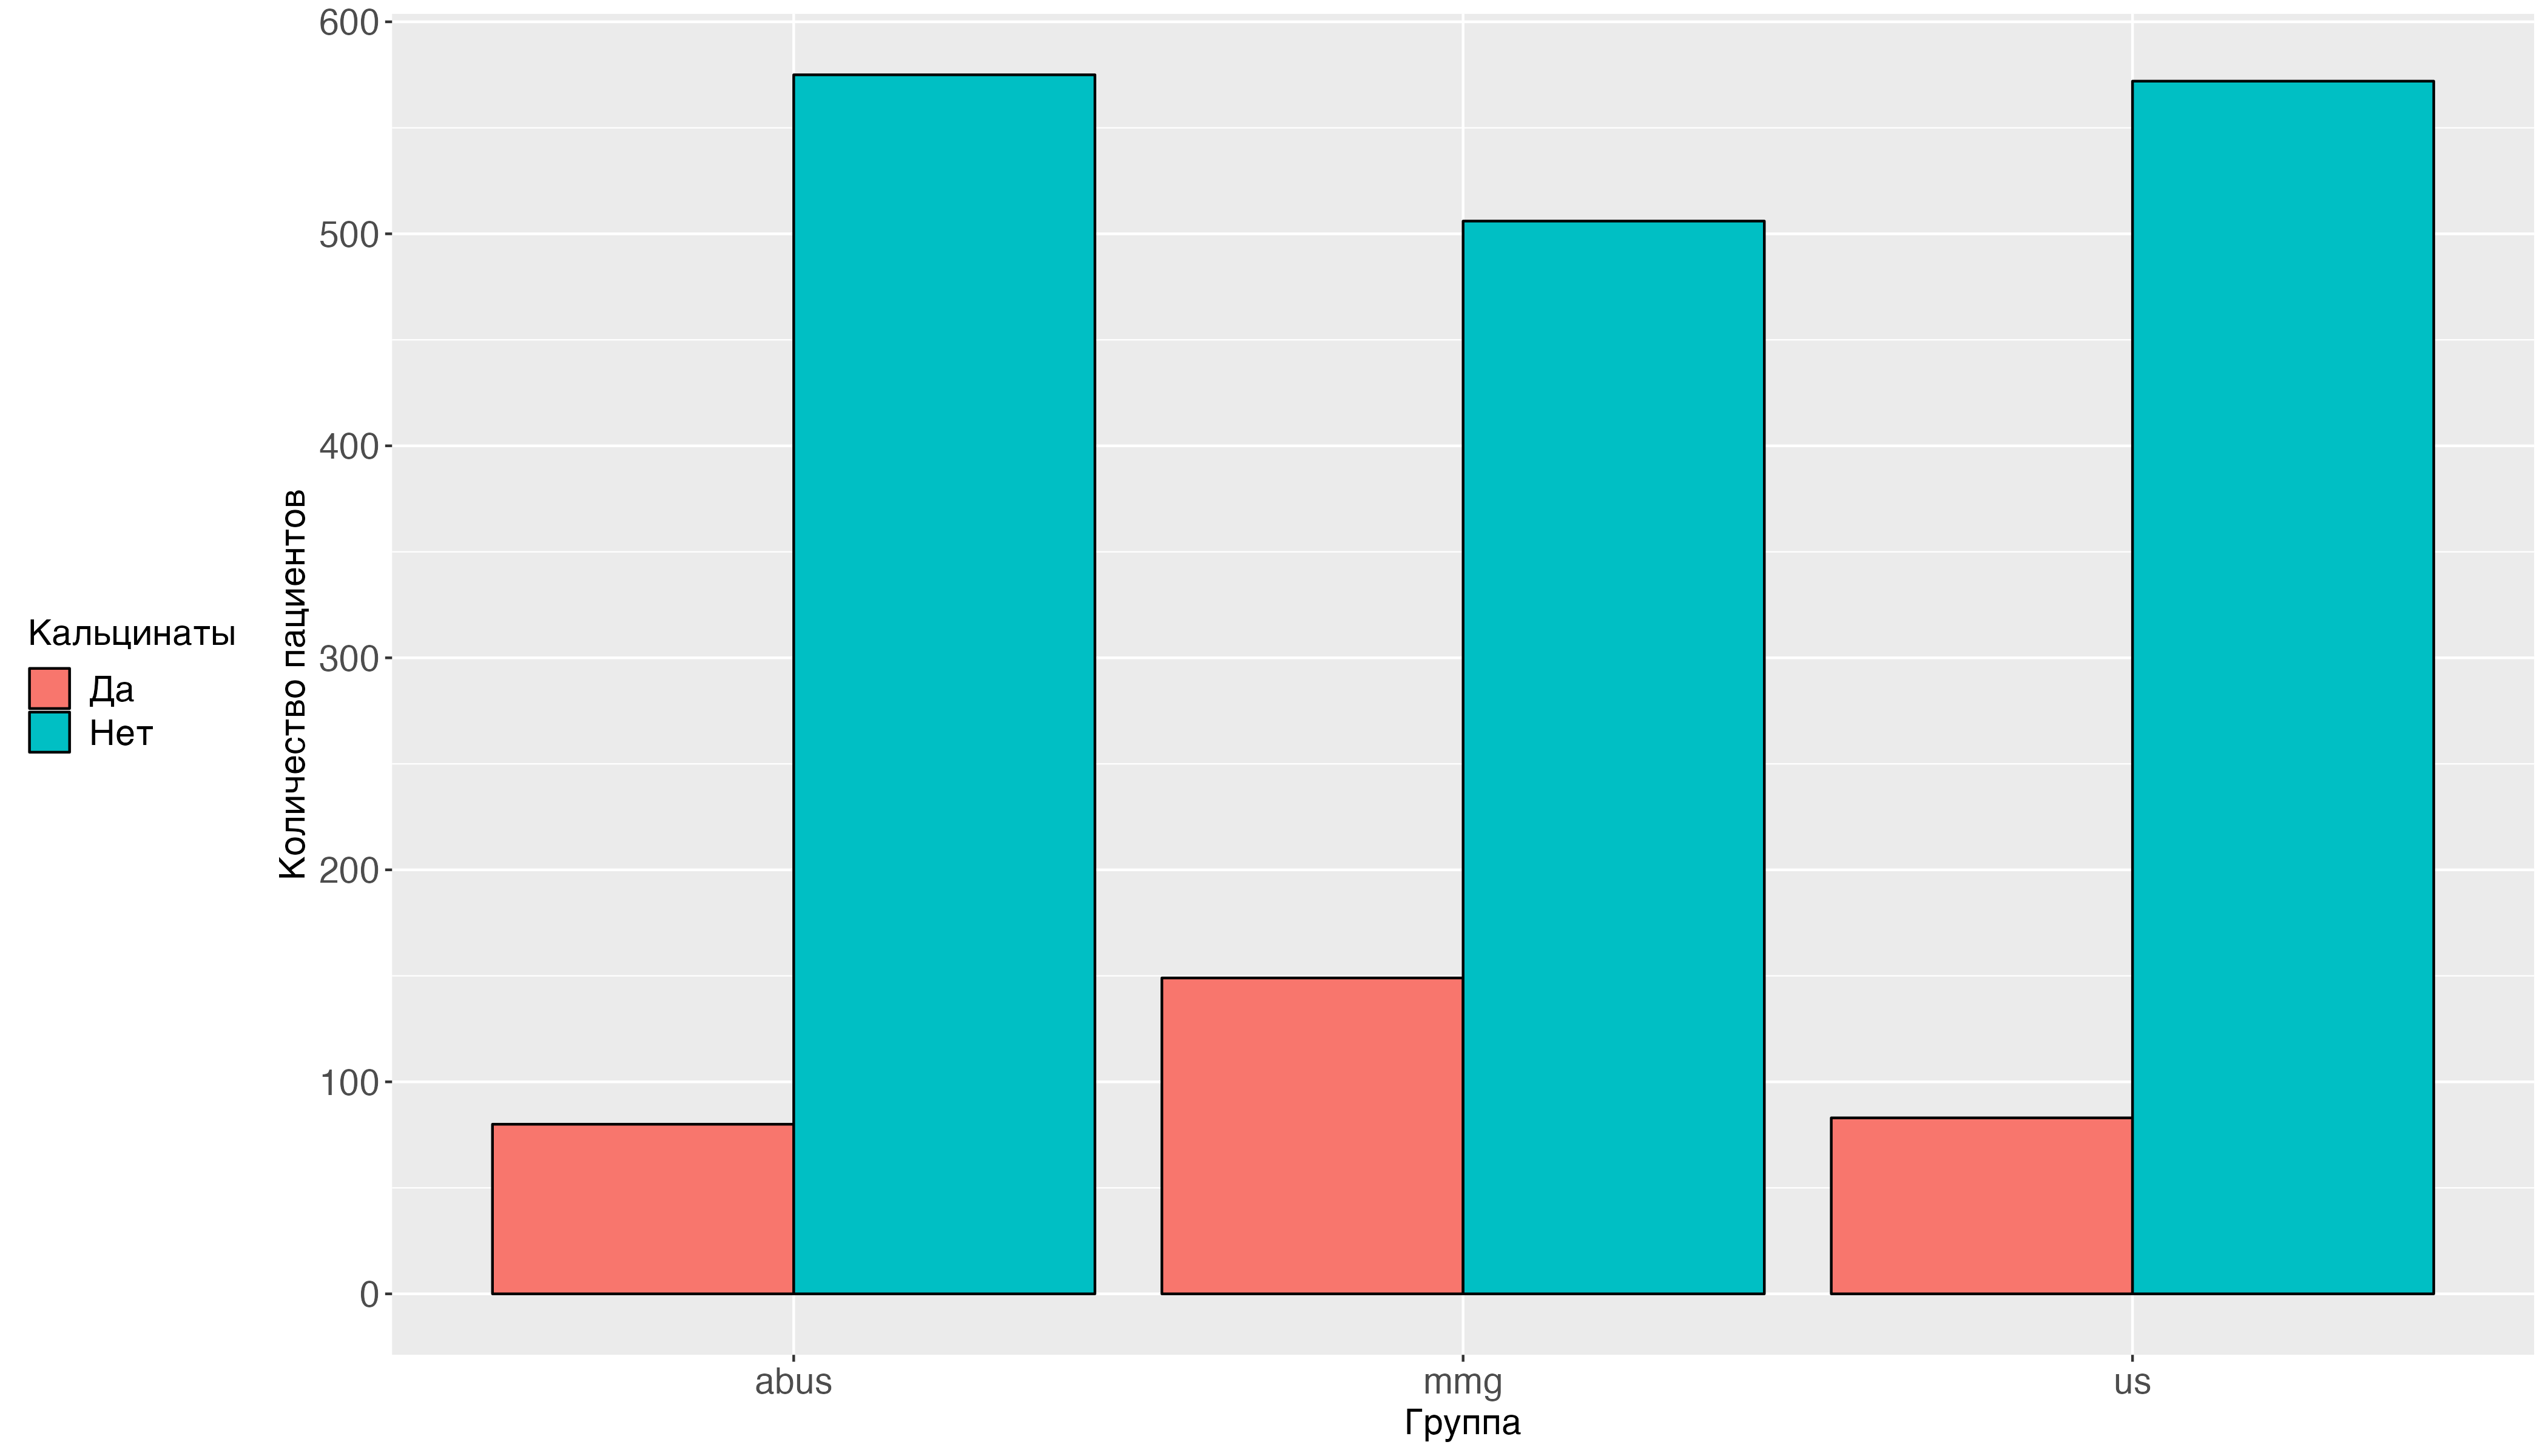 Кальцинаты
Да
Нет
Количество пациентов
600
500
400
300
200
100
0
abus
mmg
us
Группа